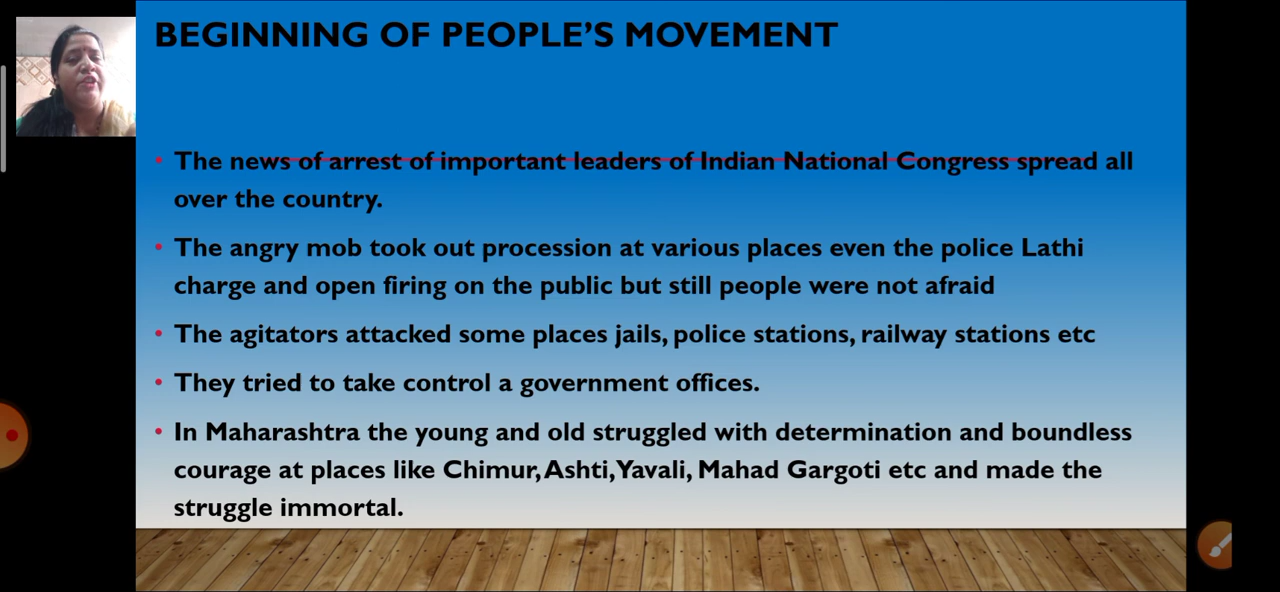 BEGINNING OF PEOPLE'S MOVEMENT
• The news of arrest of important leaders of Indian National Congress spread all
over the country.
• The angry mob took out procession at various places even the police Lathi
charge and open firing on the public but still people were not afraid
• The agitators attacked some places jails, police stations, railway stations etc
• They tried to take control a government offices.
• In Maharashtra the young and old struggled with determination and boundless
courage at places like Chimur, Ashti, Yavali, Mahad Gargoti etc and made the
struggle immortal.